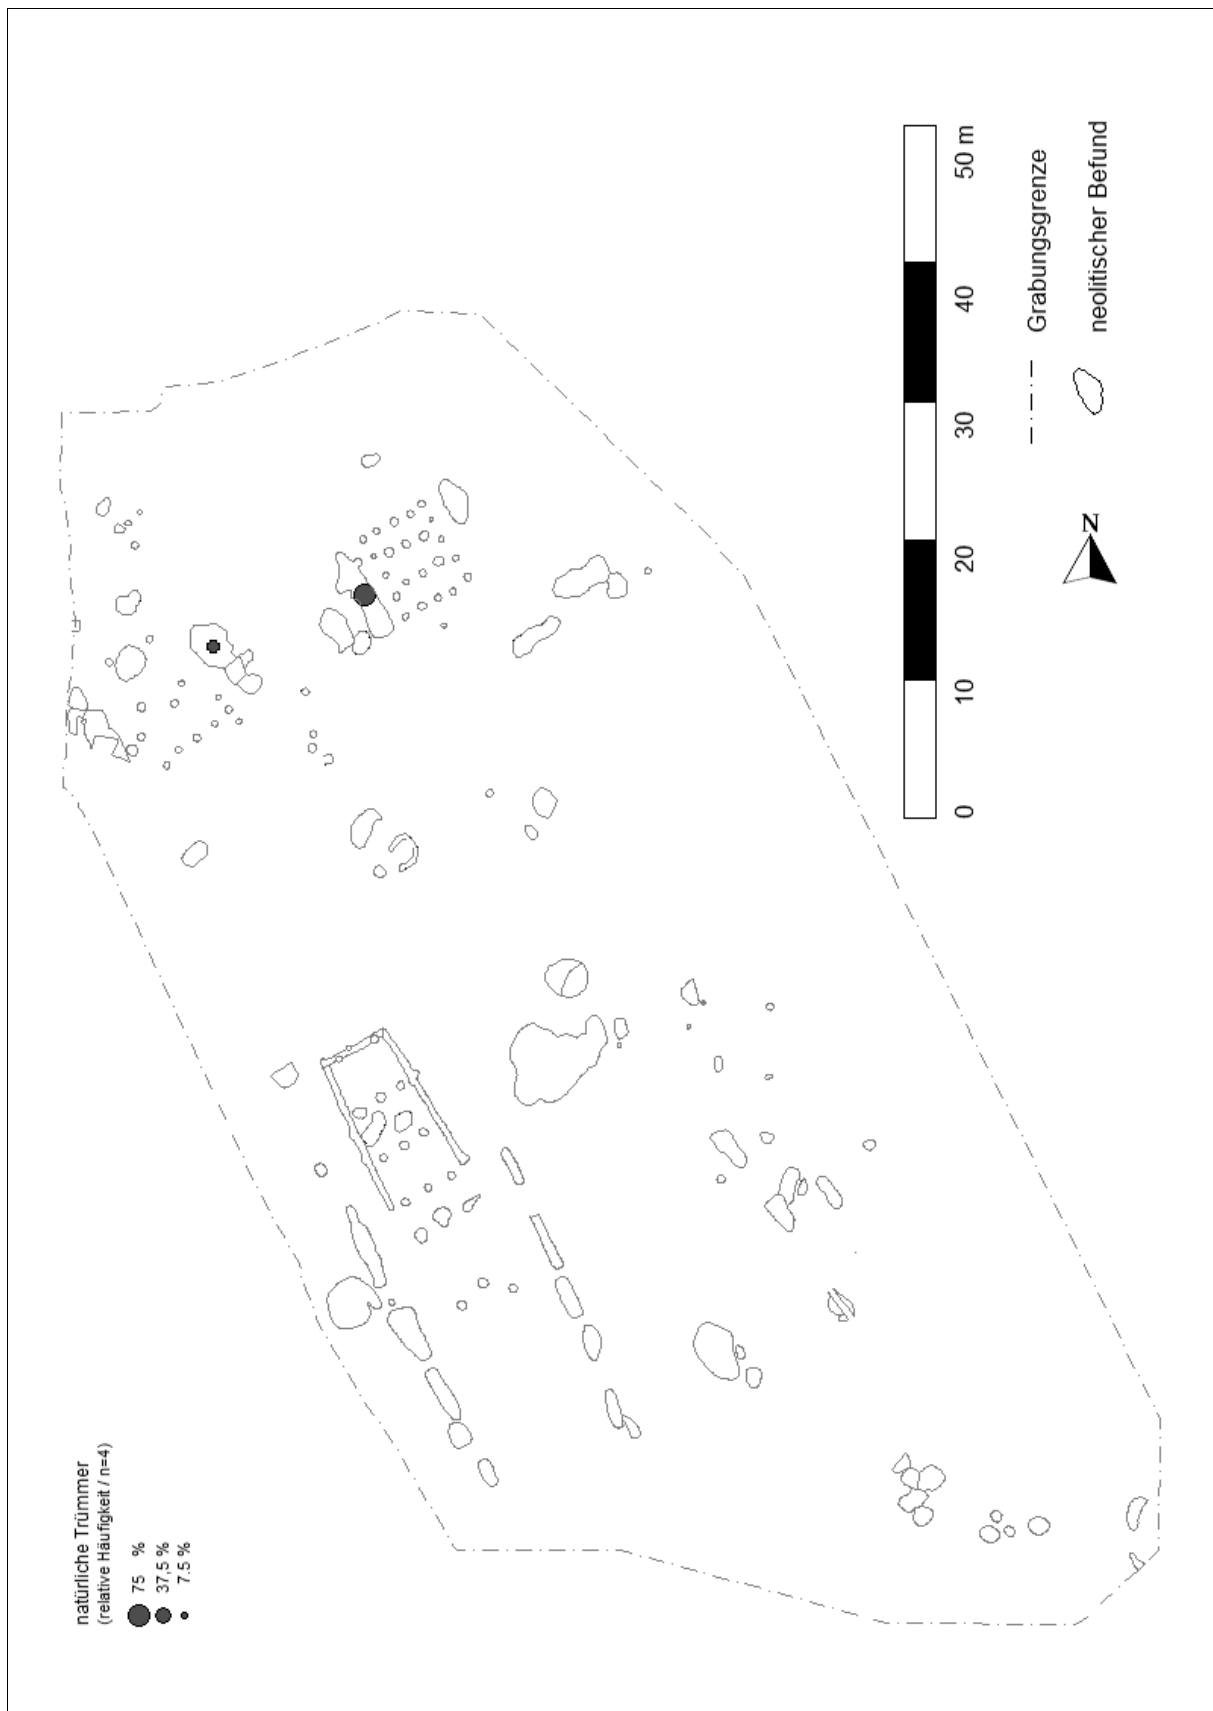 natürliche Trümmer
(relative Häufigkeit / n=4)
75 %
37,5 %
7.5 %
0 10 20 30 40 50 m
N
Grabungsgrenze
neolitischer Befund